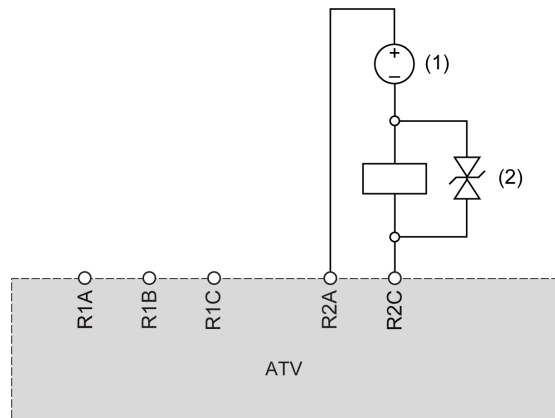 +
(1)
−
(2)
R1A
R1B
R1C
R2A
R2C
ATV